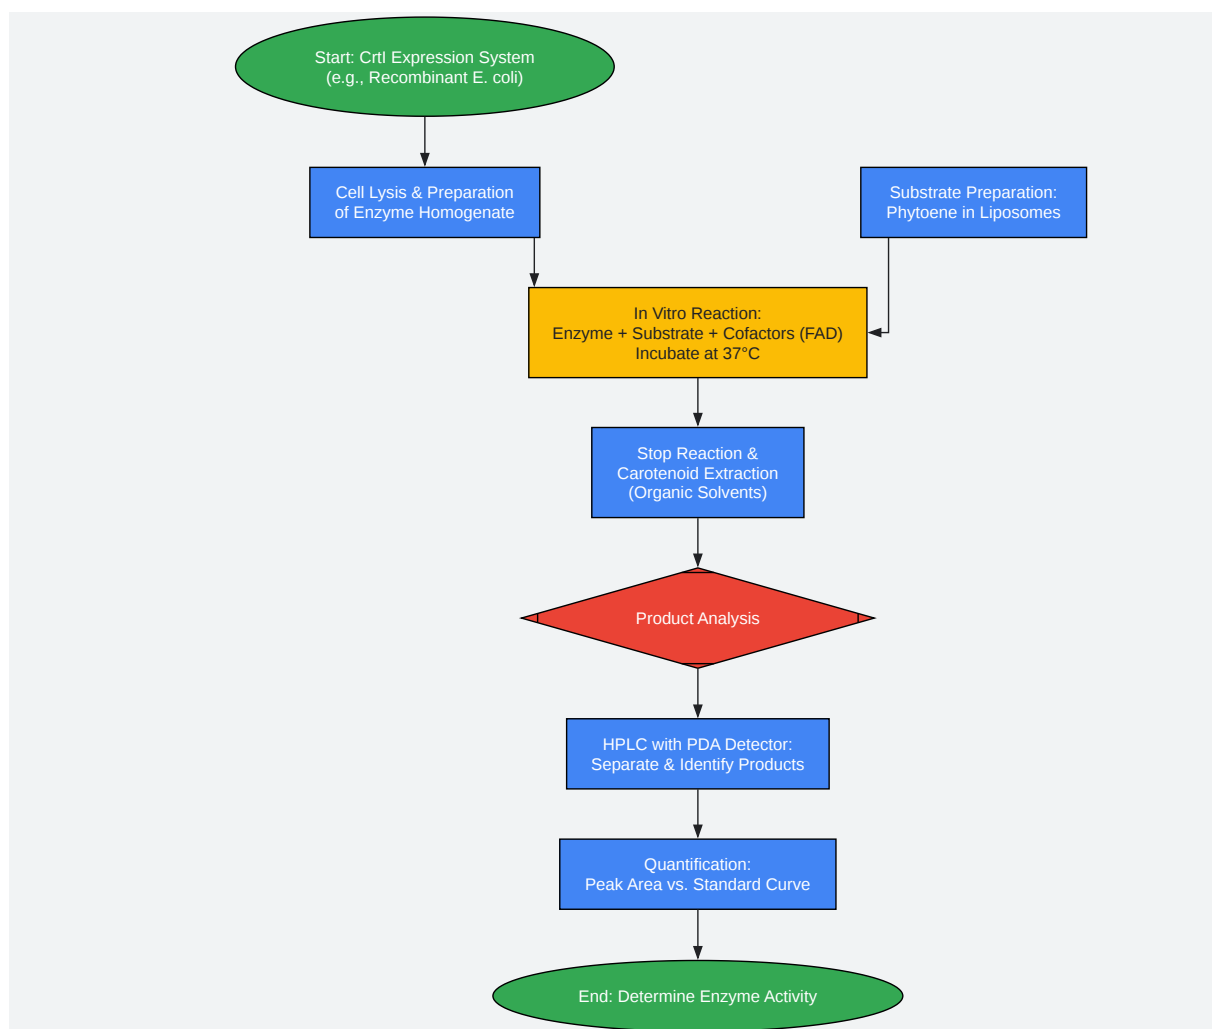 Start: CrtI Expression System
(e.g., Recombinant E. coli)
Cell Lysis & Preparation
of Enzyme Homogenate
Substrate Preparation:
Phytoene in Liposomes
In Vitro Reaction:
Enzyme + Substrate + Cofactors (FAD)
Incubate at 37°C
Stop Reaction &
Carotenoid Extraction
(Organic Solvents)
Product Analysis
HPLC with PDA Detector:
Separate & Identify Products
Quantification:
Peak Area vs. Standard Curve
End: Determine Enzyme Activity